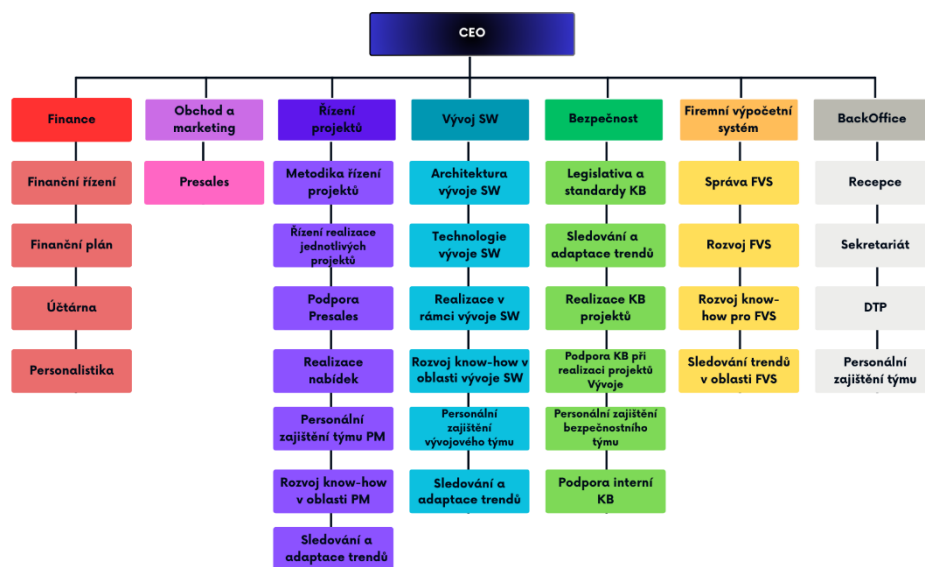 CEO
Finance
Obchod a
marketing
Řízení
projektů
Vývoj SW
Bezpečnost
Firemní výpočetní
systém
BackOffice
Finanční řízení
Presales
Metodika řízení
projektů
Architektura
vývoje SW
Legislativa a
standardy KB
Správa FVS
Recepce
Finanční plán
Řízení realizace
jednotlivých
projektů
Technologie
vývoje SW
Sledování a
adaptace trendů
Rozvoj FVS
Sekretariát
Účtárna
Podpora
Presales
Realizace v
rámci vývoje SW
Realizace KB
projektů
Rozvoj know-
how pro FVS
DTP
Personalistika
Realizace
nabídek
Rozvoj know-how v
oblasti vývoje SW
Podpora KB při
realizaci projektů
Vývoje
Sledování trendů
v oblasti FVS
Personální
zajištění týmu
Personální
zajištění týmu PM
Personální
zajištění
vývojového týmu
Personální zajištění
bezpečnostního
týmu
Rozvoj know-how
v oblasti PM
Sledování a
adaptace trendů
Podpora interní
KB
Sledování a
adaptace trendů